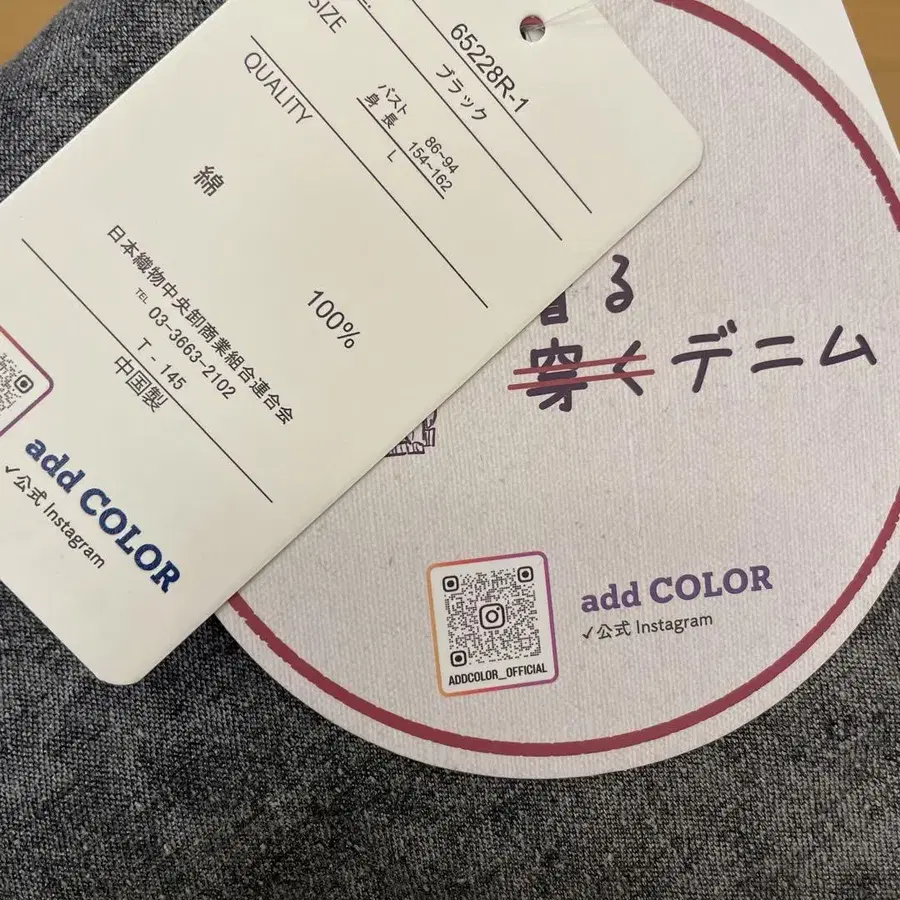 65228R-1
ブラック
SIZE
バスト 86~94
身長 154~162
L
QUALITY
綿 100%
日本織物中央卸商業組合連合会
TEL 03-3663-2102
T - 145
中国製
add COLOR
✓公式 Instagram
着る
穿く デニム
ADDCOLOR_OFFICIAL
add COLOR
✓公式 Instagram